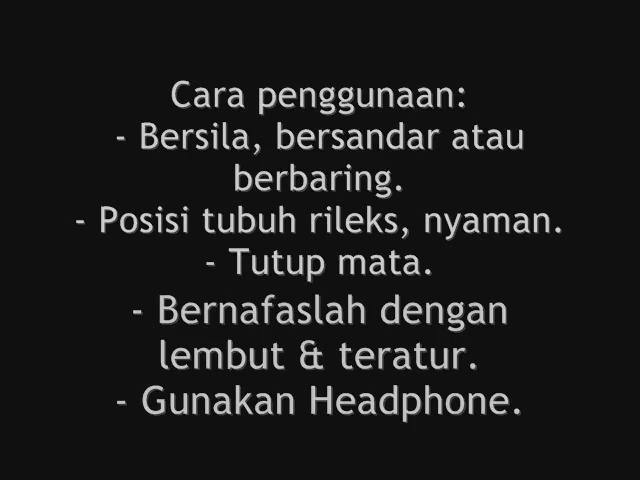 Cara penggunaan:
- Bersila, bersandar atau
berbaring.
- Posisi tubuh rileks, nyaman.
- Tutup mata.
- Bernafaslah dengan
lembut & teratur.
- Gunakan Headphone.